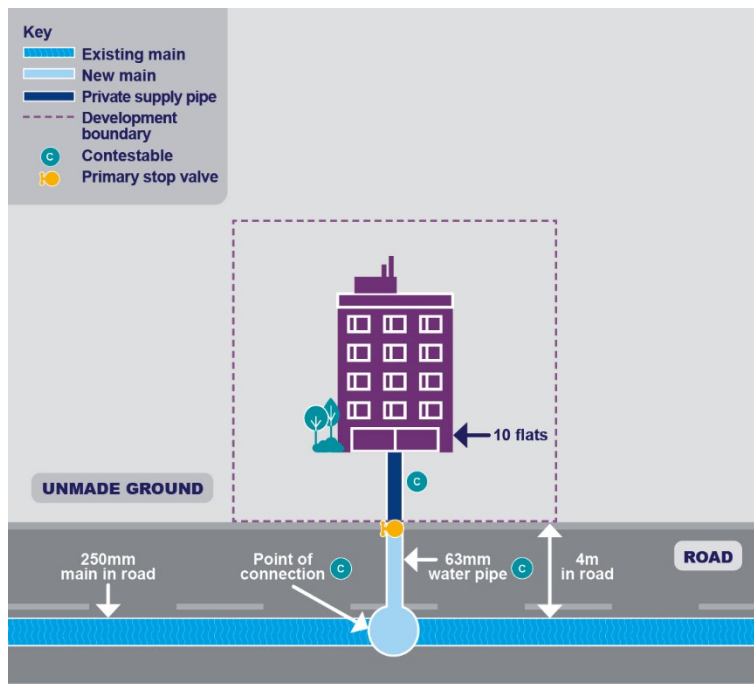 Key
Existing main
New main
Private supply pipe
Development
boundary
C
Contestable
Primary stop valve
10 flats
C
UNMADE GROUND
250mm
main in road
Point of
connection C
63mm
water pipe C
4m
in road
ROAD